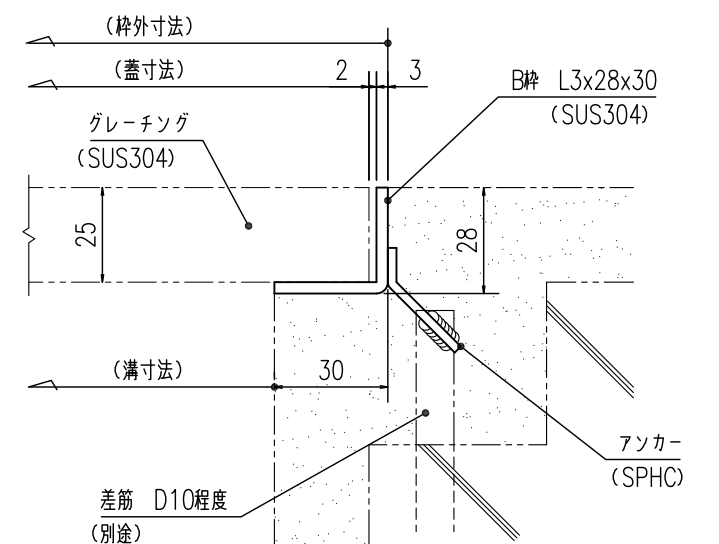 (枠外寸法)
(蓋寸法)
2
3
B枠 L3x28x30
(SUS304)
グレーチング
(SUS304)
25
28
(溝寸法)
30
アンカー
(SPHC)
差筋 D10程度
(別途)